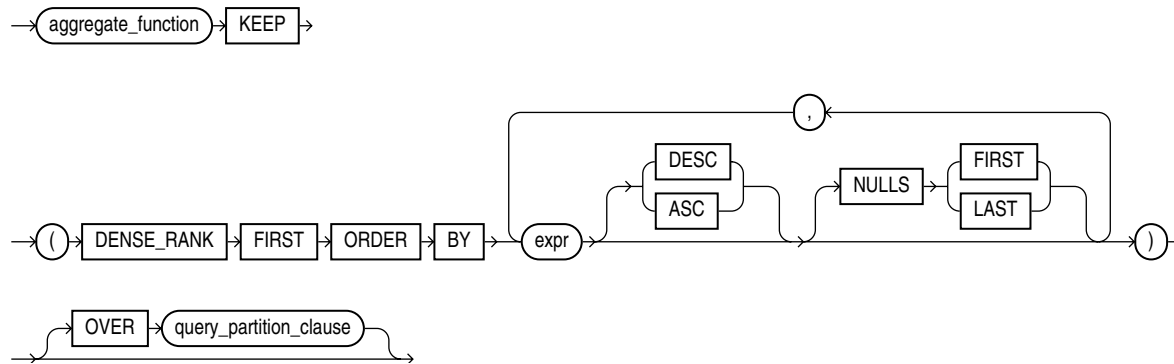 aggregate_function KEEP
,
DESC
ASC
NULLS
FIRST
LAST
( DENSE_RANK FIRST ORDER BY expr )
OVER query_partition_clause